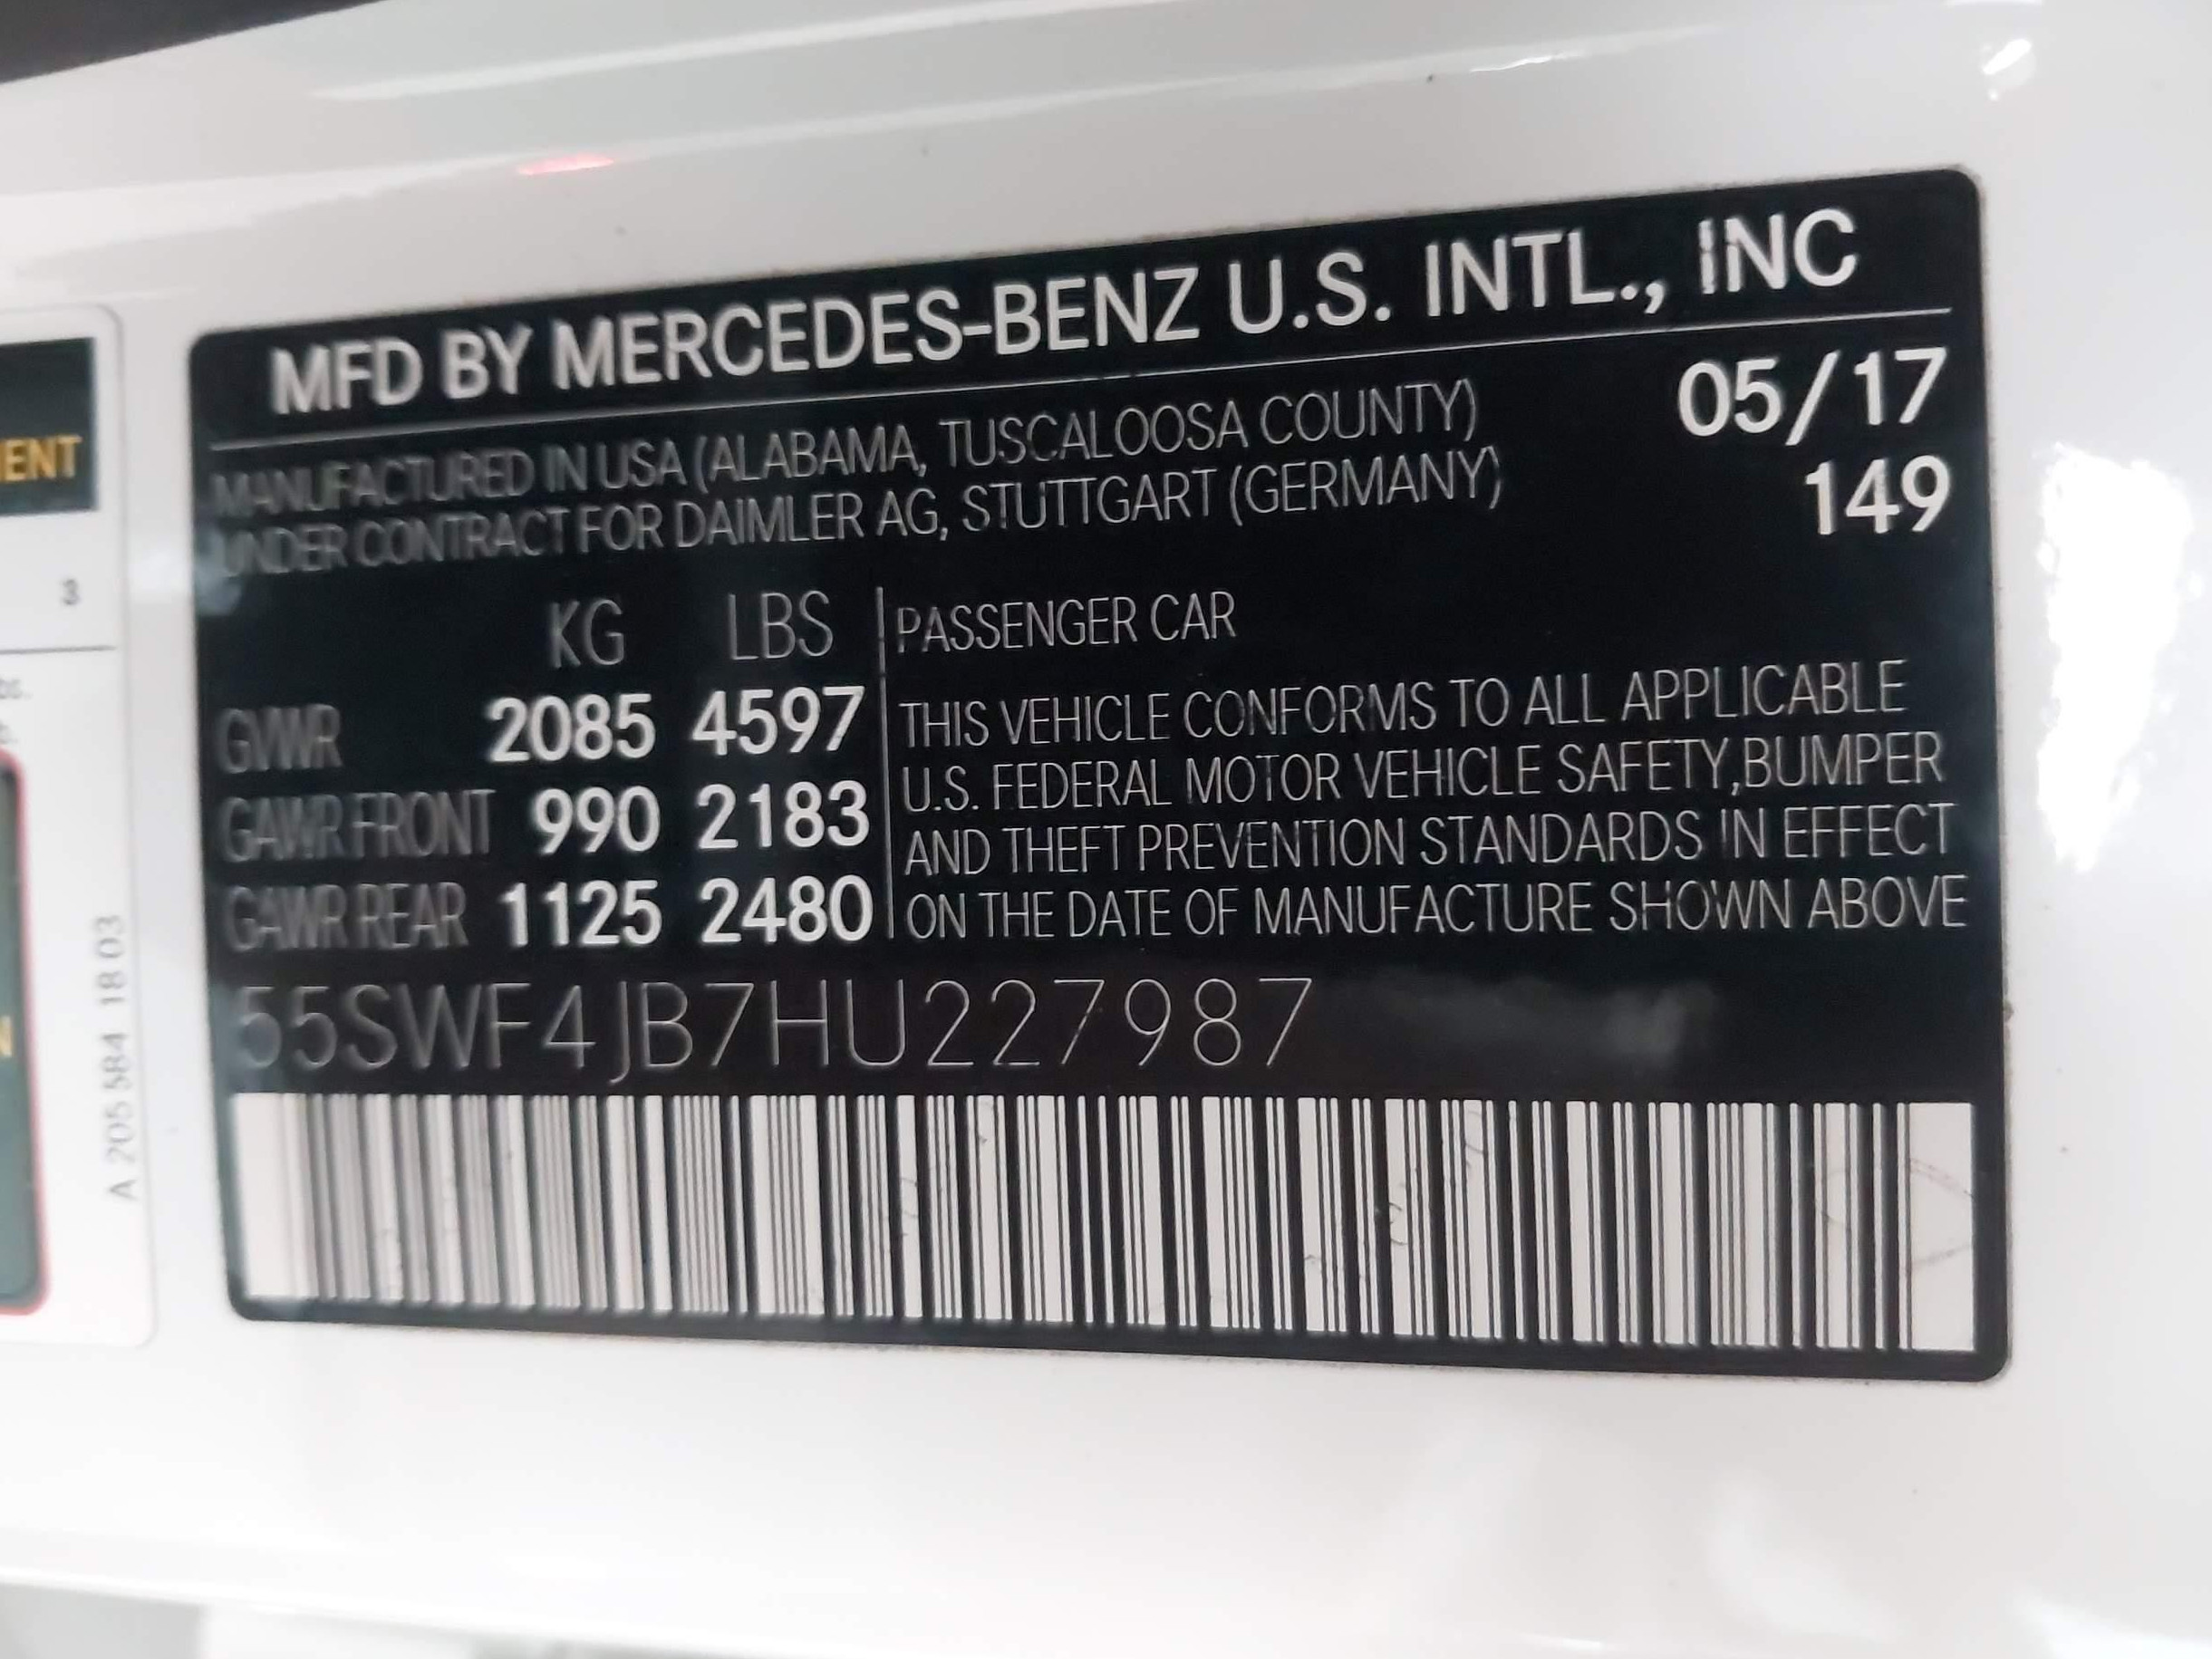 MFD BY MERCEDES-BENZ U.S. INTL., INC
MANUFACTURED IN USA (ALABAMA, TUSCALOOSA COUNTY) 05/17
UNDER CONTRACT FOR DAIMLER AG, STUTTGART (GERMANY) 149
KG LBS
GVWR 2085 4597
GAWR FRONT 990 2183
GAWR REAR 1125 2480
PASSENGER CAR
THIS VEHICLE CONFORMS TO ALL APPLICABLE
U.S. FEDERAL MOTOR VEHICLE SAFETY,BUMPER
AND THEFT PREVENTION STANDARDS IN EFFECT
ON THE DATE OF MANUFACTURE SHOWN ABOVE
55SWF4JB7HU227987
A 205 584 18 03